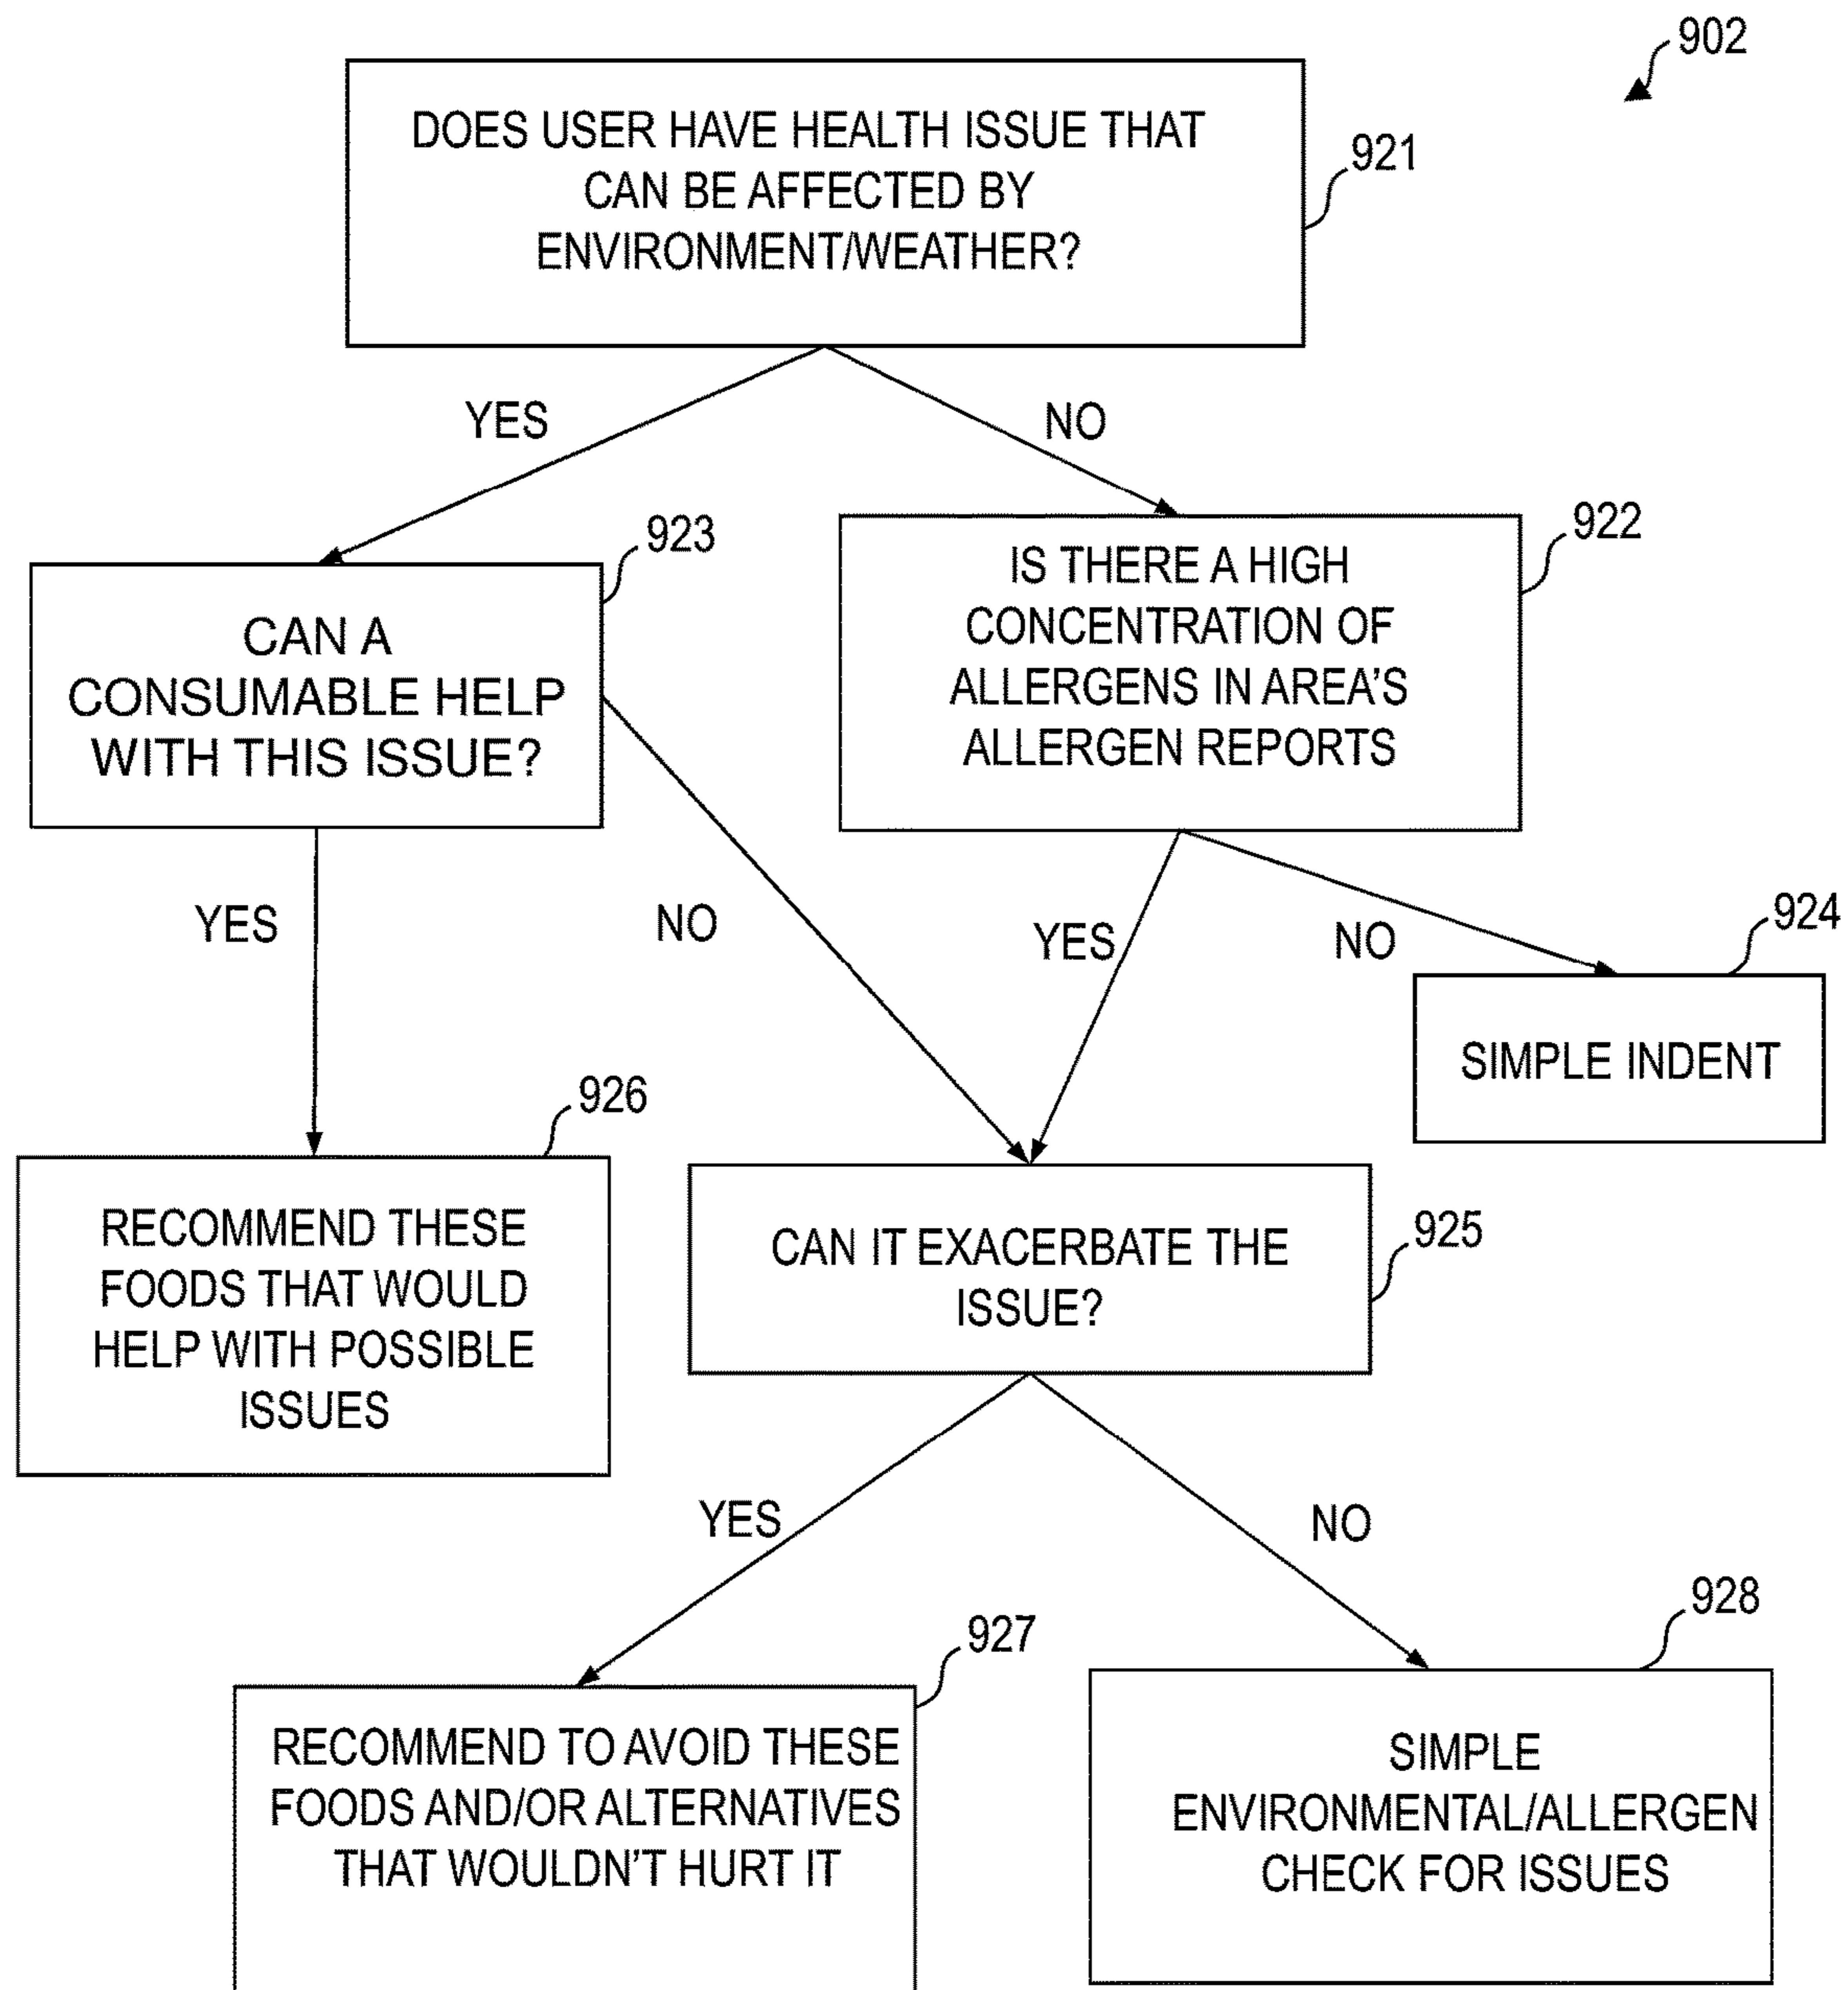 902
DOES USER HAVE HEALTH ISSUE THAT
CAN BE AFFECTED BY
ENVIRONMENT/WEATHER?
921
YES
NO
923
CAN A
CONSUMABLE HELP
WITH THIS ISSUE?
922
IS THERE A HIGH
CONCENTRATION OF
ALLERGENS IN AREA'S
ALLERGEN REPORTS
YES
NO
YES
NO
924
SIMPLE INDENT
926
RECOMMEND THESE
FOODS THAT WOULD
HELP WITH POSSIBLE
ISSUES
925
CAN IT EXACERBATE THE
ISSUE?
YES
NO
927
RECOMMEND TO AVOID THESE
FOODS AND/OR ALTERNATIVES
THAT WOULDN'T HURT IT
928
SIMPLE
ENVIRONMENTAL/ALLERGEN
CHECK FOR ISSUES